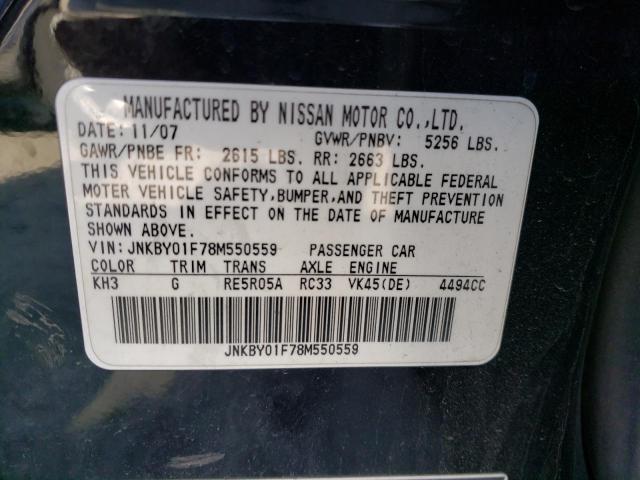 MANUFACTURED BY NISSAN MOTOR CO.,LTD.
DATE: 11/07 GVWR/PNBV: 5256 LBS.
GAWR/PNBE FR: 2615 LBS. RR: 2663 LBS.
THIS VEHICLE CONFORMS TO ALL APPLICABLE FEDERAL
MOTER VEHICLE SAFETY,BUMPER,AND THEFT PREVENTION
STANDARDS IN EFFECT ON THE DATE OF MANUFACTURE
SHOWN ABOVE.
VIN: JNKBY01F78M550559 PASSENGER CAR
COLOR TRIM TRANS AXLE ENGINE
KH3 G RE5R05A RC33 VK45(DE) 4494CC
JNKBY01F78M550559